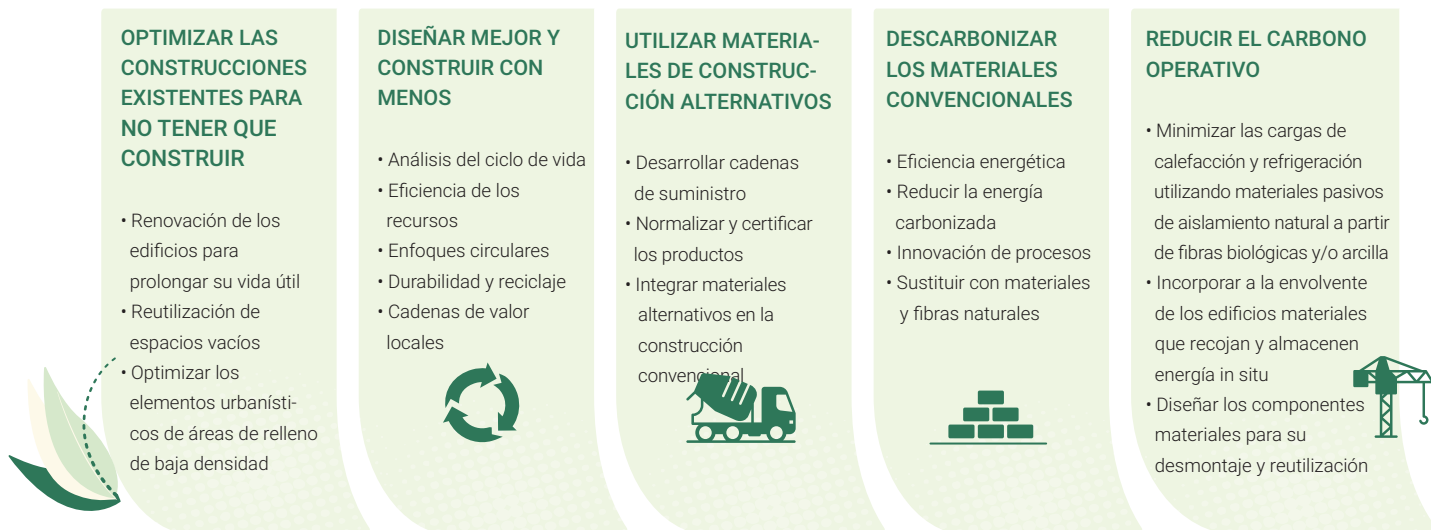 OPTIMIZAR LAS
CONSTRUCCIONES
EXISTENTES PARA
NO TENER QUE
CONSTRUIR
• Renovación de los
edificios para
prolongar su vida útil
• Reutilización de
espacios vacíos
• Optimizar los
elementos urbanísti-
cos de áreas de relleno
de baja densidad
DISEÑAR MEJOR Y
CONSTRUIR CON
MENOS
• Análisis del ciclo de vida
• Eficiencia de los
recursos
• Enfoques circulares
• Durabilidad y reciclaje
• Cadenas de valor
locales
UTILIZAR MATERIA-
LES DE CONSTRUC-
CIÓN ALTERNATIVOS
• Desarrollar cadenas
de suministro
• Normalizar y certificar
los productos
• Integrar materiales
alternativos en la
construcción
convencional
DESCARBONIZAR
LOS MATERIALES
CONVENCIONALES
• Eficiencia energética
• Reducir la energía
carbonizada
• Innovación de procesos
• Sustituir con materiales
y fibras naturales
REDUCIR EL CARBONO
OPERATIVO
• Minimizar las cargas de
calefacción y refrigeración
utilizando materiales pasivos
de aislamiento natural a partir
de fibras biológicas y/o arcilla
• Incorporar a la envolvente
de los edificios materiales
que recojan y almacenen
energía in situ
• Diseñar los componentes
materiales para su
desmontaje y reutilización